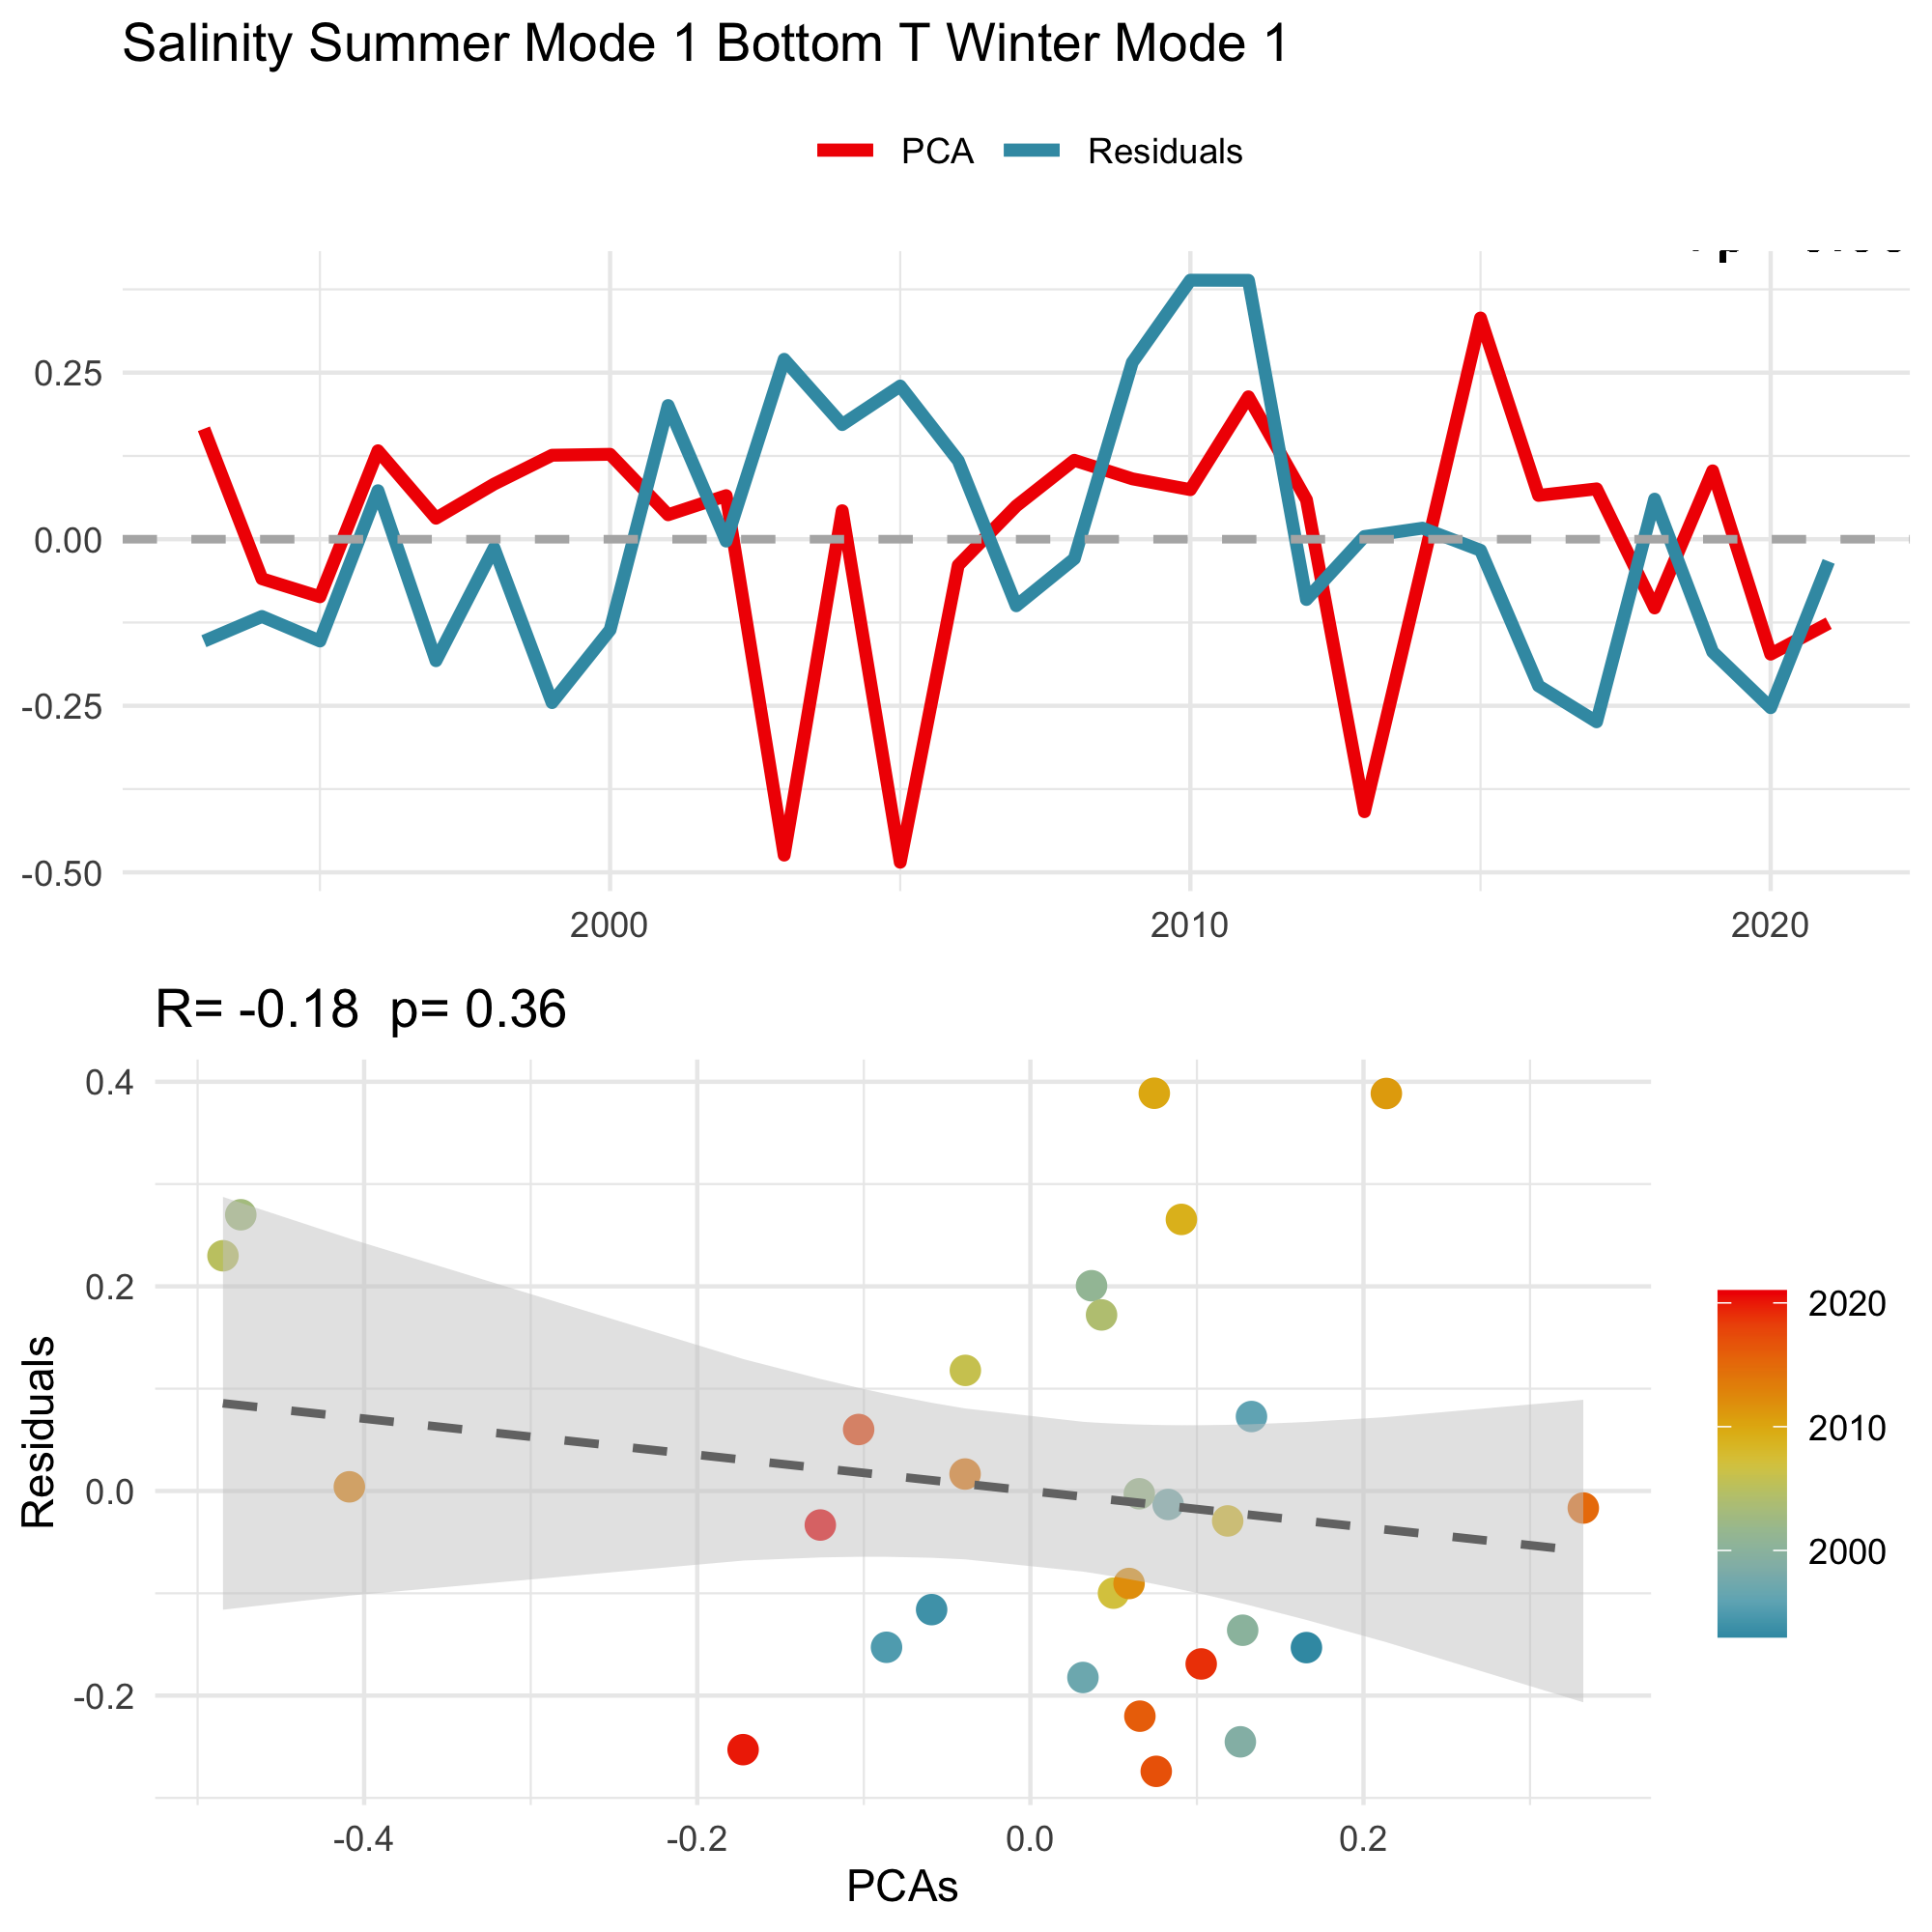 Salinity Summer Mode 1 Bottom T Winter Mode 1
PCA Residuals
0.25
0.00
-0.25
-0.50
2000 2010 2020
R= -0.18 p= 0.36
0.4
0.2
0.0
-0.2
Residuals
-0.4 -0.2 0.0 0.2
PCAs
2020
2010
2000